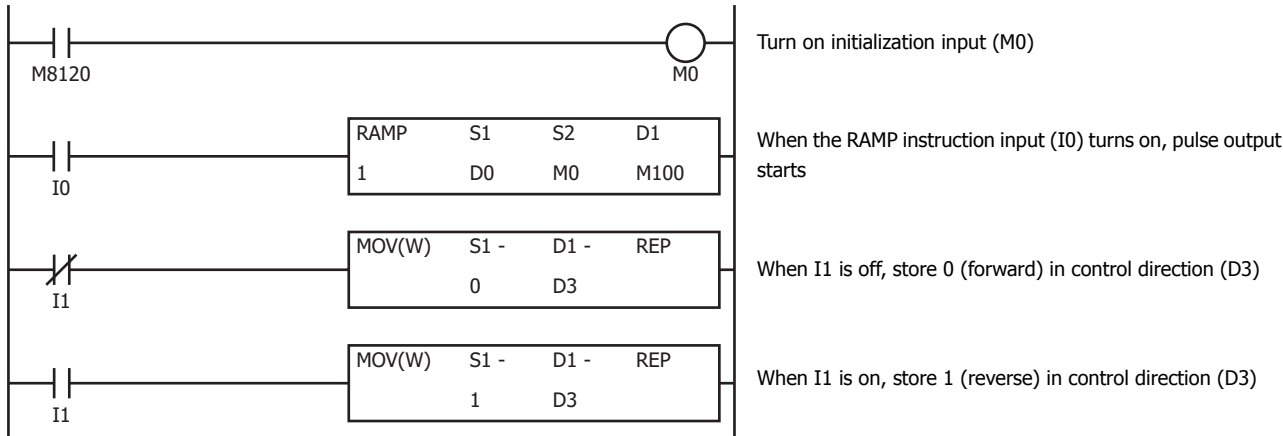 M8120
M0
Turn on initialization input (M0)
I0
RAMP S1 S2 D1
1 D0 M0 M100
When the RAMP instruction input (I0) turns on, pulse output
starts
I1
MOV(W) S1 - D1 - REP
0 D3
When I1 is off, store 0 (forward) in control direction (D3)
I1
MOV(W) S1 - D1 - REP
1 D3
When I1 is on, store 1 (reverse) in control direction (D3)